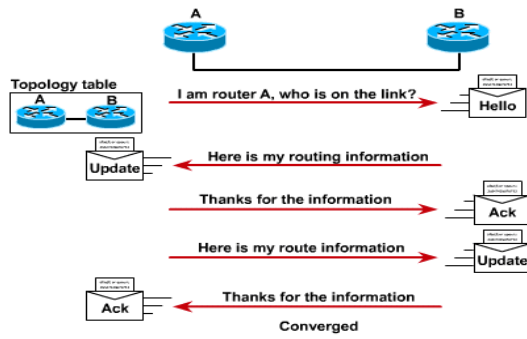 A
B
Topology table
A
B
I am router A, who is on the link?
Hello
Here is my routing information
Update
Thanks for the information
Ack
Here is my route information
Update
Thanks for the information
Ack
Converged